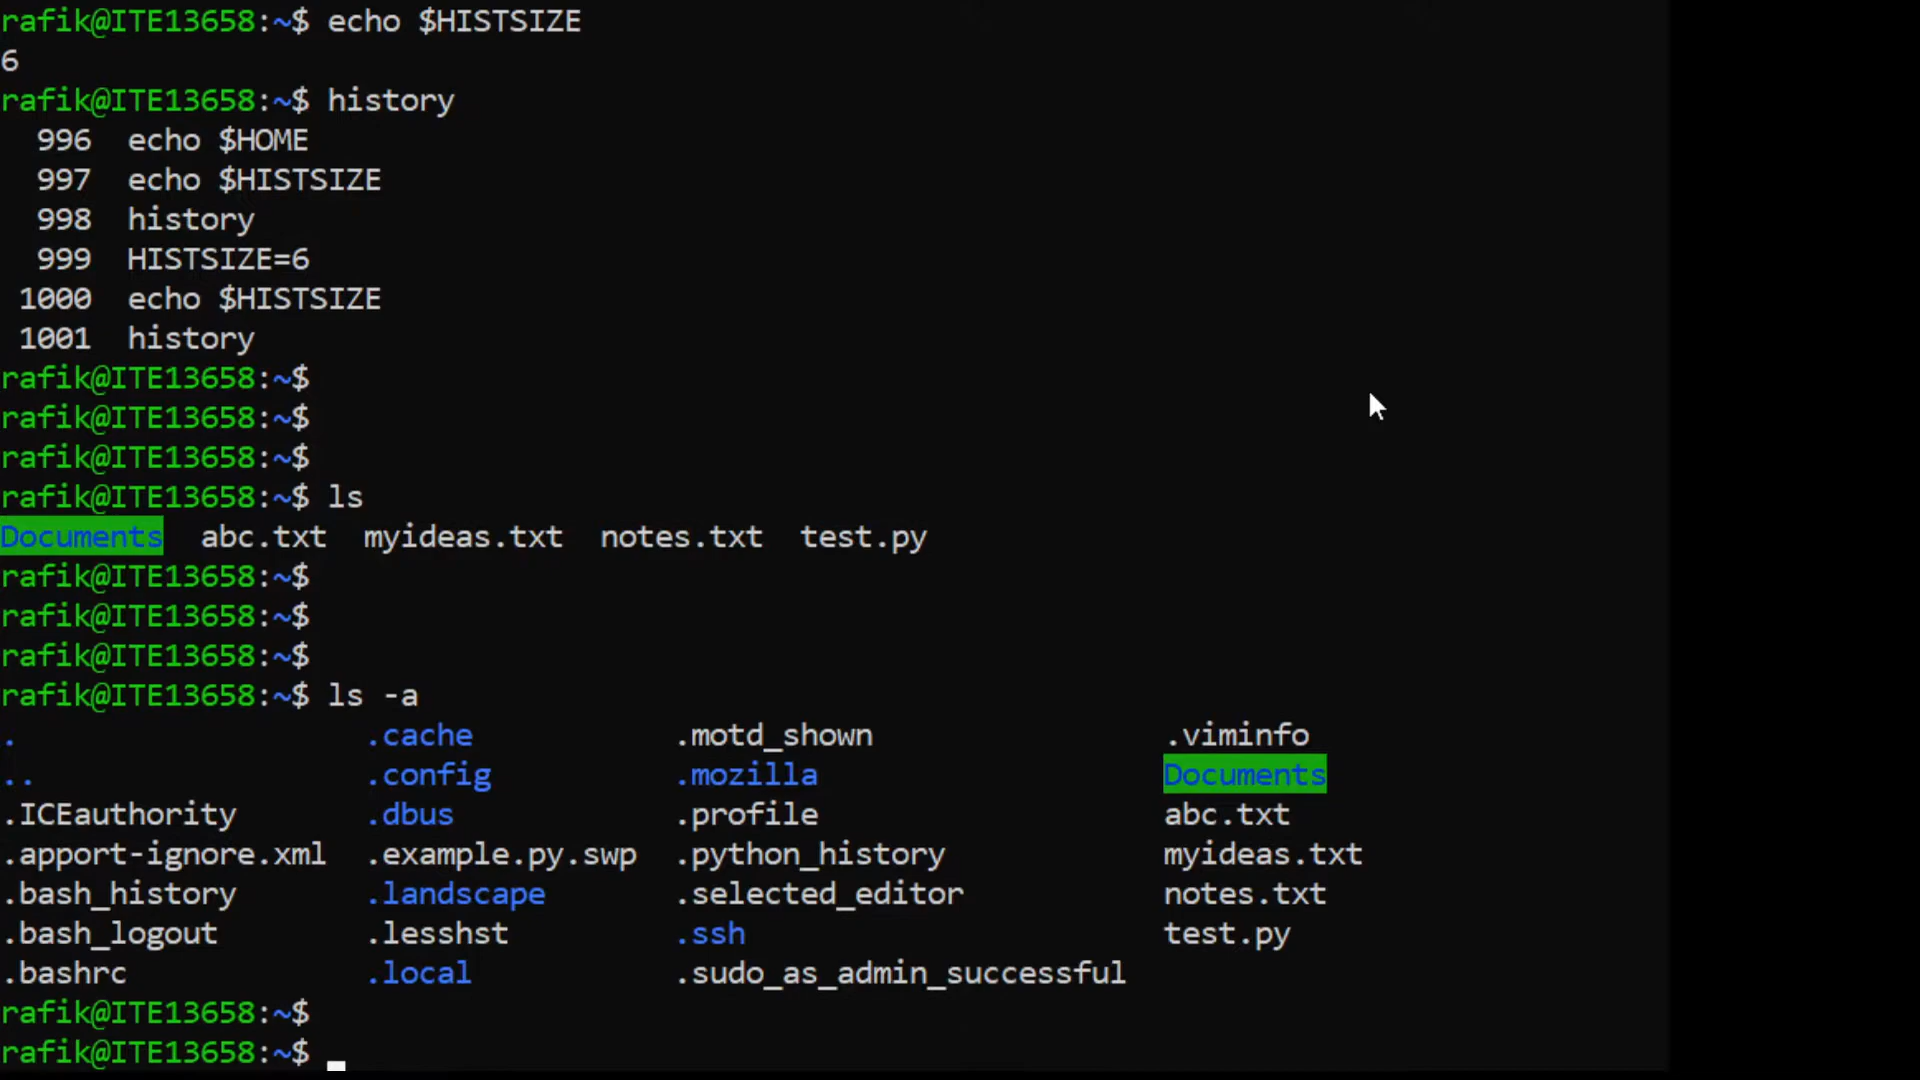 rafik@ITE13658:~$ echo $HISTSIZE
6
rafik@ITE13658:~$ history
  996  echo $HOME
  997  echo $HISTSIZE
  998  history
  999  HISTSIZE=6
 1000  echo $HISTSIZE
 1001  history
rafik@ITE13658:~$
rafik@ITE13658:~$
rafik@ITE13658:~$
rafik@ITE13658:~$ ls
Documents  abc.txt  myideas.txt  notes.txt  test.py
rafik@ITE13658:~$
rafik@ITE13658:~$
rafik@ITE13658:~$
rafik@ITE13658:~$ ls -a
.                   .cache           .motd_shown                .viminfo
..                  .config          .mozilla                   Documents
.ICEauthority       .dbus            .profile                   abc.txt
.apport-ignore.xml  .example.py.swp  .python_history            myideas.txt
.bash_history       .landscape       .selected_editor           notes.txt
.bash_logout        .lesshst         .ssh                       test.py
.bashrc             .local           .sudo_as_admin_successful
rafik@ITE13658:~$
rafik@ITE13658:~$